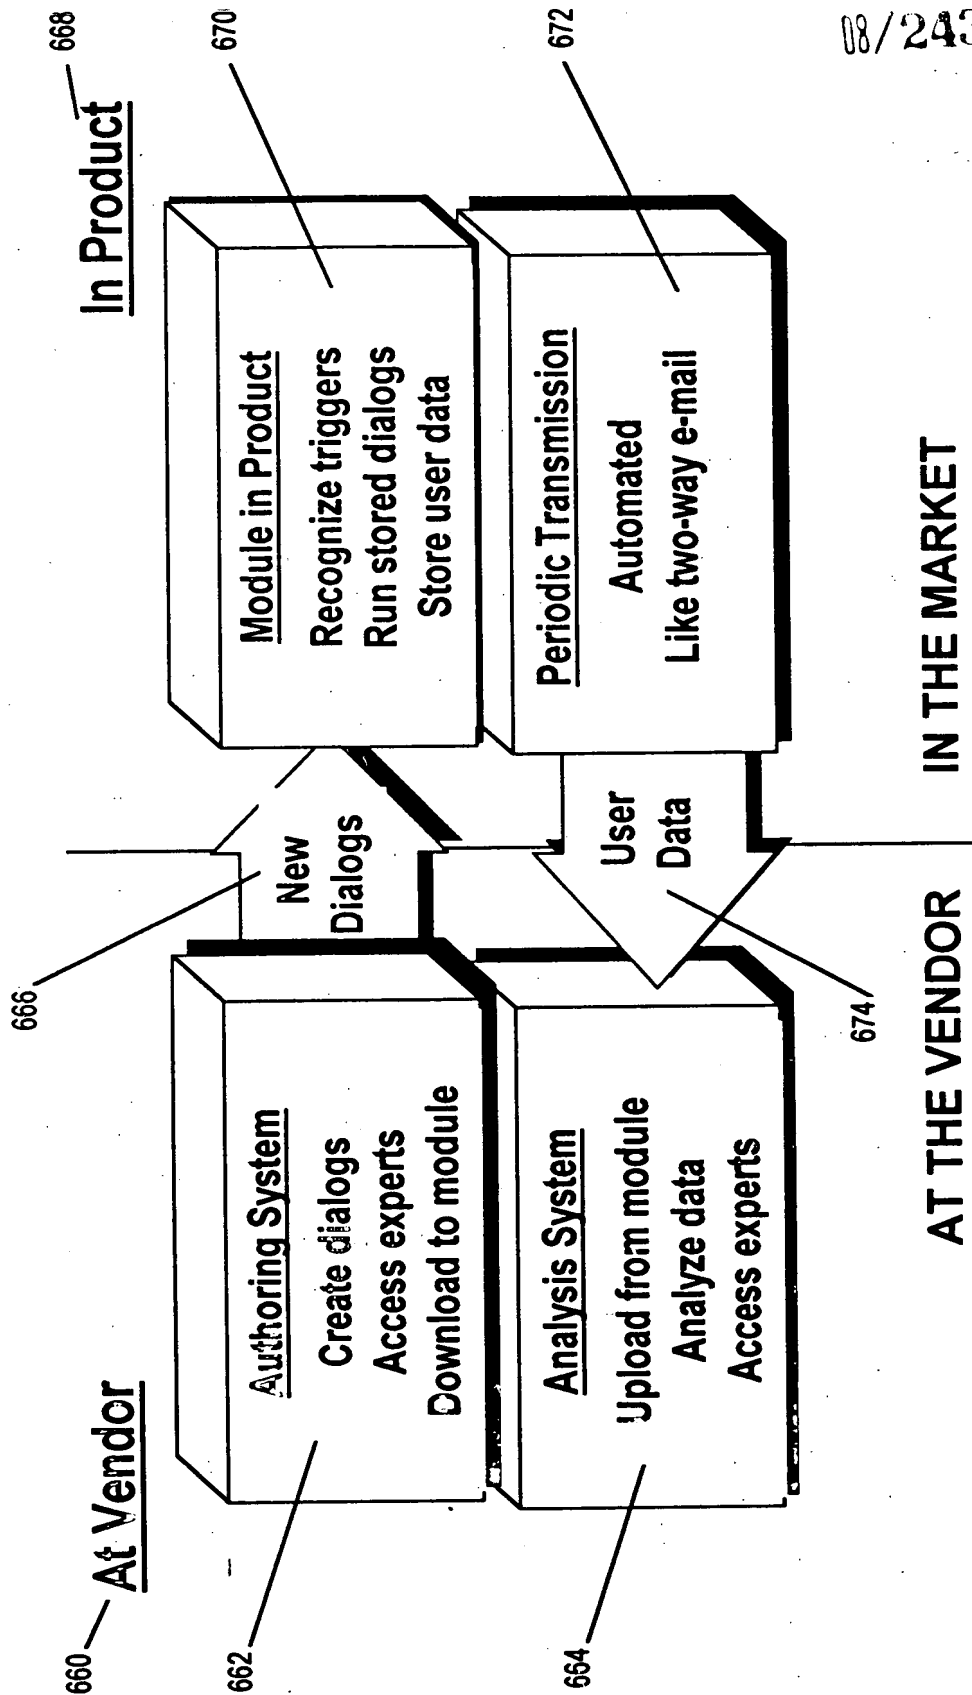 660
At Vendor
In Product
668
662
Authoring System
Create dialogs
Access experts
Download to module
666
New
Dialogs
Module in Product
Recognize triggers
Run stored dialogs
Store user data
670
664
Analysis System
Upload from module
Analyze data
Access experts
User
Data
674
Periodic Transmission
Automated
Like two-way e-mail
672
AT THE VENDOR
IN THE MARKET
08/243